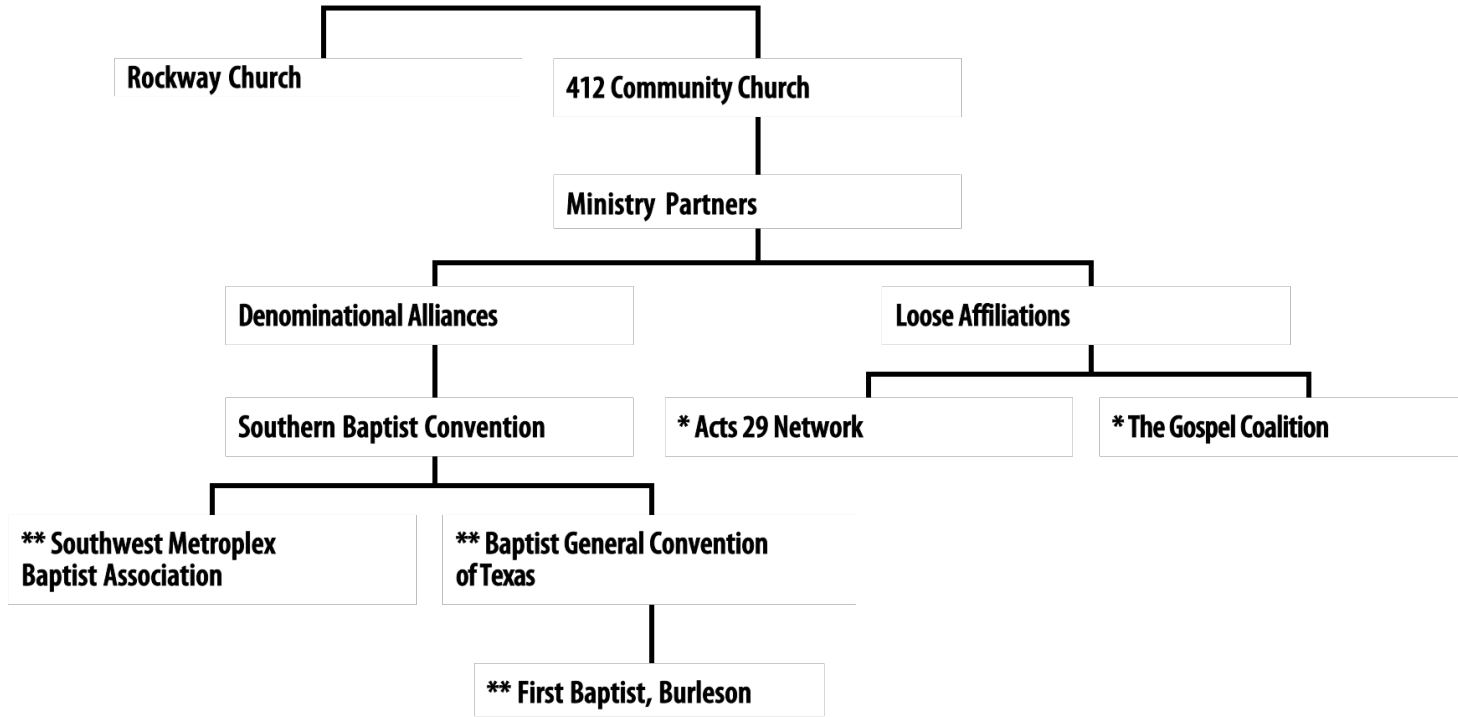 Rockway Church
412 Community Church
Ministry Partners
Denominational Alliances
Loose Affiliations
Southern Baptist Convention
* Acts 29 Network
* The Gospel Coalition
** Southwest Metroplex
Baptist Association
** Baptist General Convention
of Texas
** First Baptist, Burleson